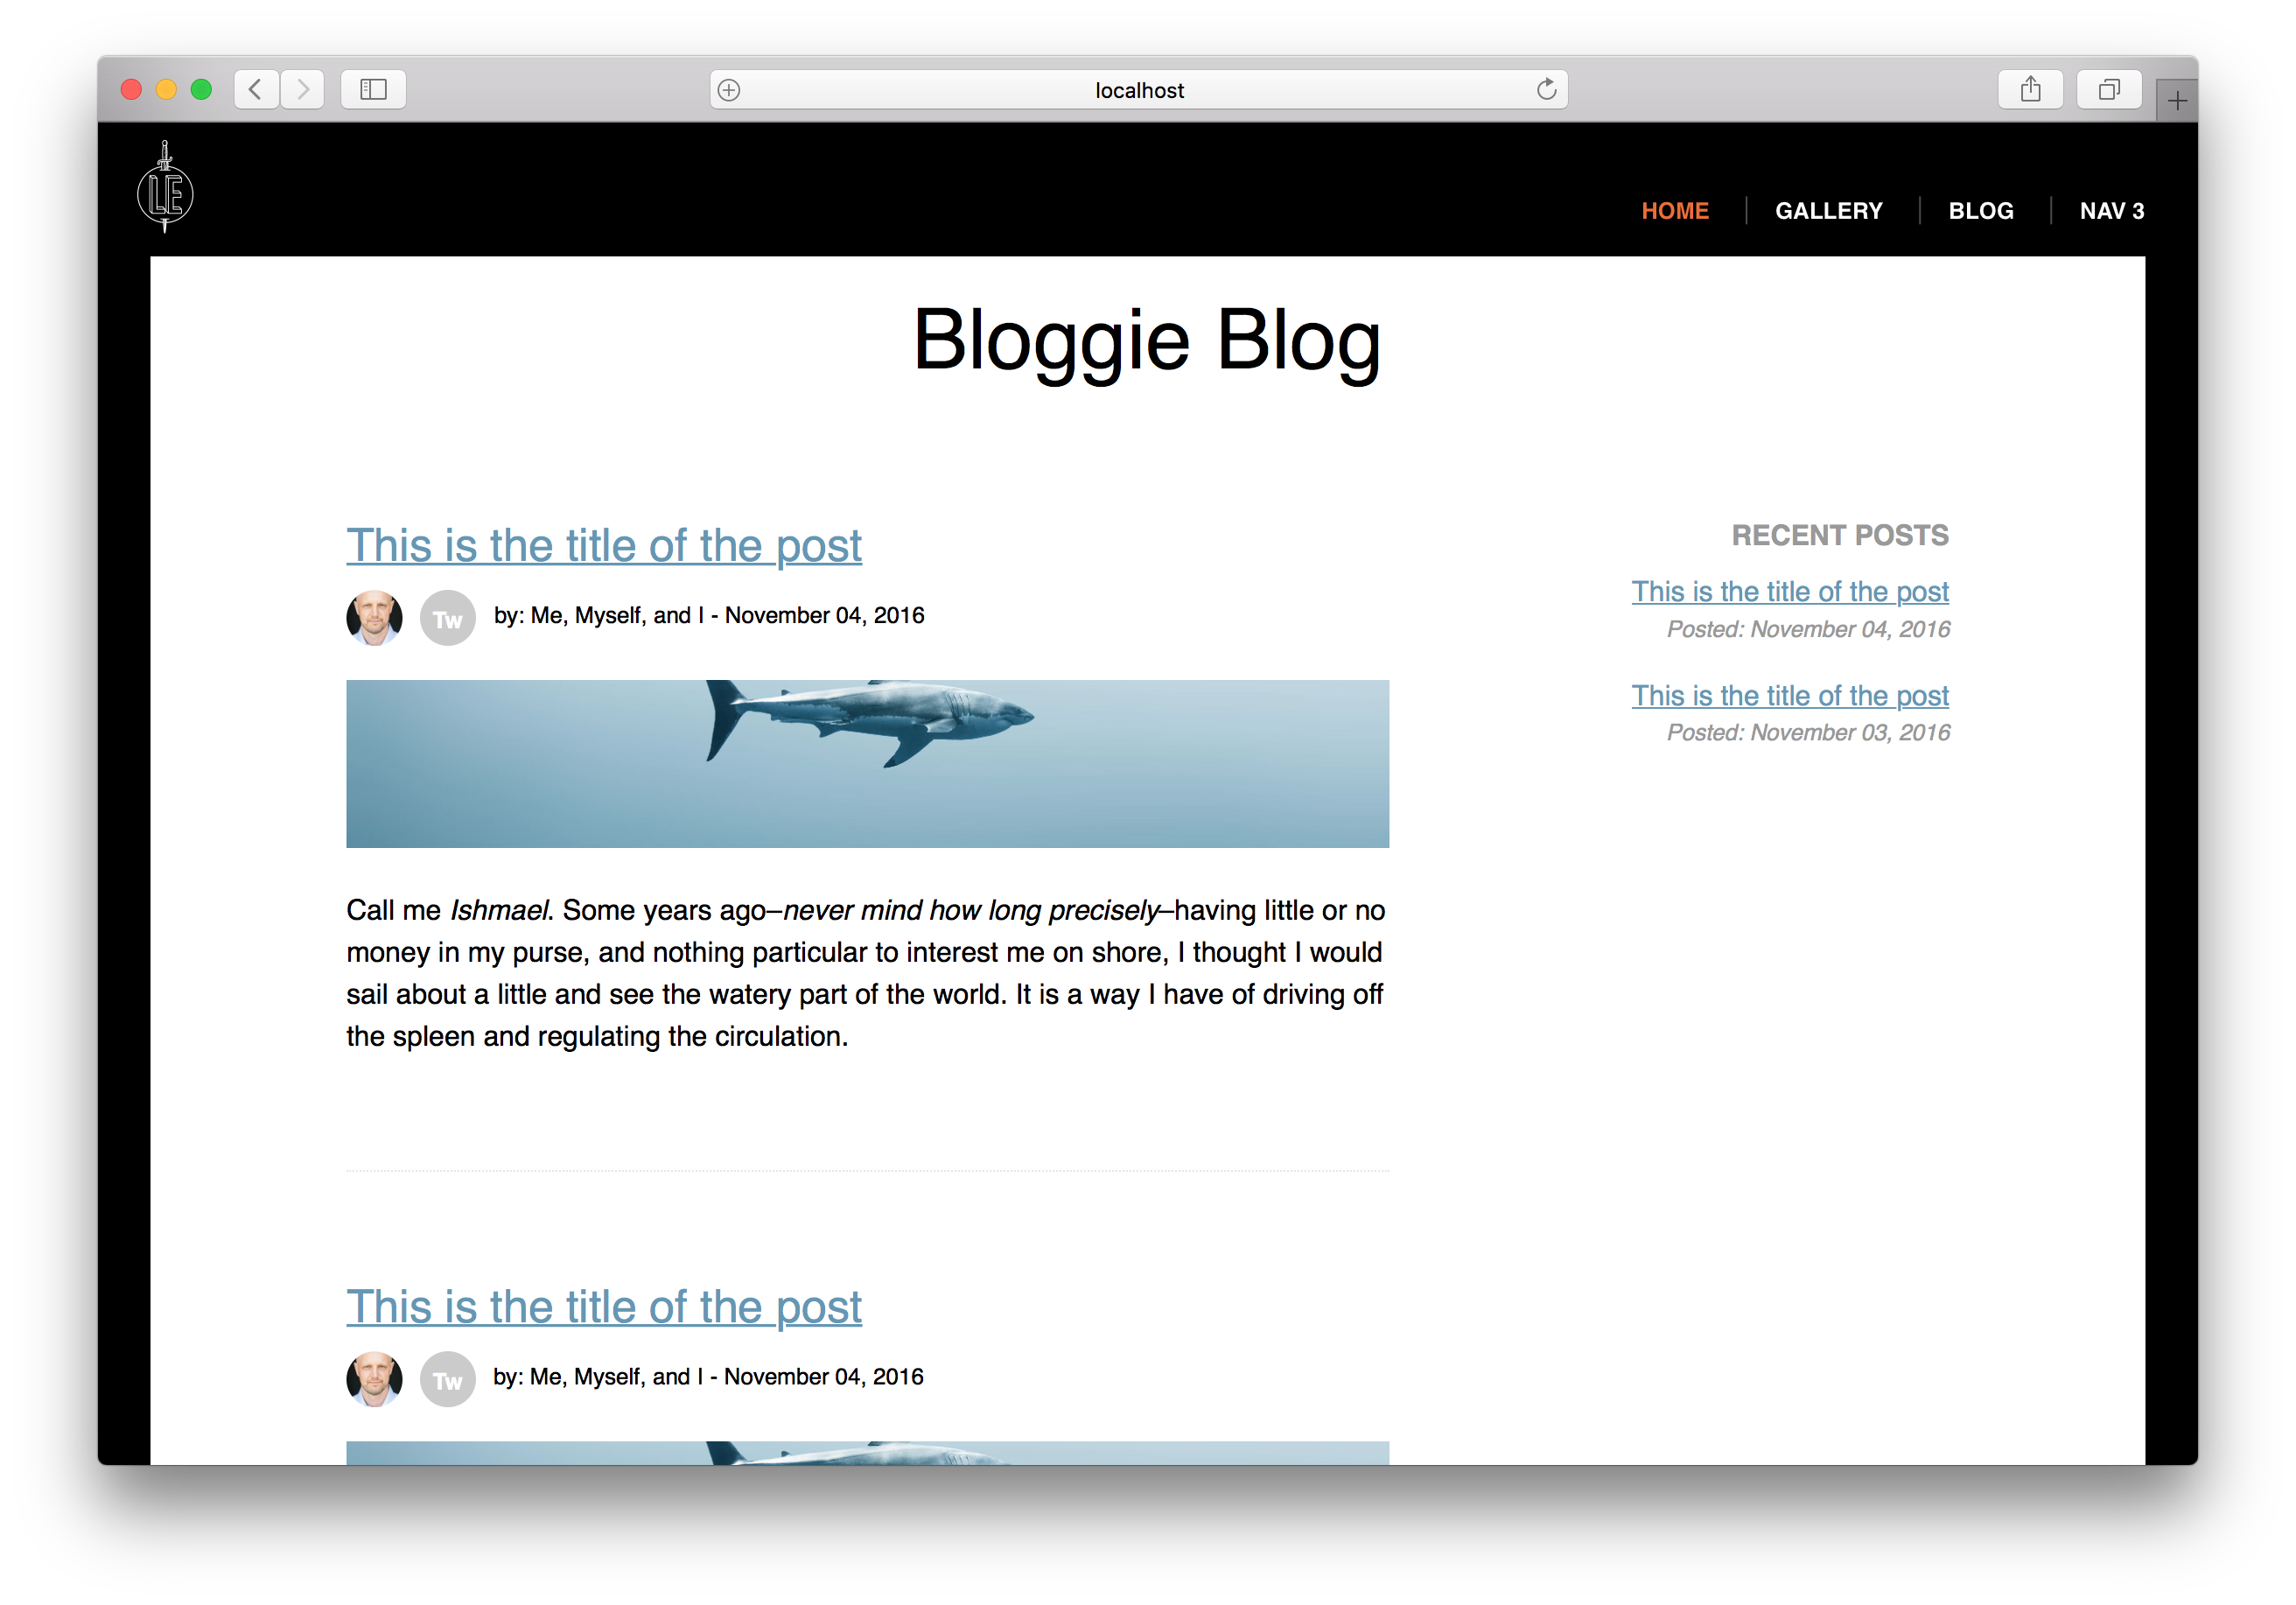 localhost
LE
HOME
GALLERY
BLOG
NAV 3
Bloggie Blog
This is the title of the post
Tw
by: Me, Myself, and I - November 04, 2016
Call me Ishmael. Some years ago–never mind how long precisely–having little or no
money in my purse, and nothing particular to interest me on shore, I thought I would
sail about a little and see the watery part of the world. It is a way I have of driving off
the spleen and regulating the circulation.
This is the title of the post
Tw
by: Me, Myself, and I - November 04, 2016
RECENT POSTS
This is the title of the post
Posted: November 04, 2016
This is the title of the post
Posted: November 03, 2016